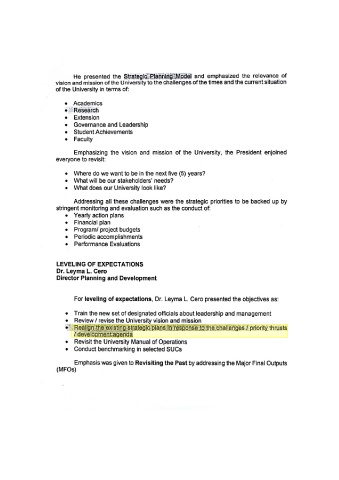 He presented the Strategic Planning Model and emphasized the relevance of
vision and mission of the University to the challenges of the times and the current situation
of the University in terms of:
• Academics
• Research
• Extension
• Governance and Leadership
• Student Achievements
• Faculty
Emphasizing the vision and mission of the University, the President enjoined
everyone to revisit:
• Where do we want to be in the next five (5) years?
• What will be our stakeholders' needs?
• What does our University look like?
Addressing all these challenges were the strategic priorities to be backed up by
stringent monitoring and evaluation such as the conduct of:
• Yearly action plans
• Financial plan
• Program/ project budgets
• Periodic accomplishments
• Performance Evaluations
LEVELING OF EXPECTATIONS
Dr. Leyma L. Cero
Director Planning and Development
For leveling of expectations, Dr. Leyma L. Cero presented the objectives as:
• Train the new set of designated officials about leadership and management
• Review / revise the University vision and mission
• Realign the existing strategic plans in response to the challenges / priority thrusts
/ development agenda
• Revisit the University Manual of Operations
• Conduct benchmarking in selected SUCs
Emphasis was given to Revisiting the Past by addressing the Major Final Outputs
(MFOs)